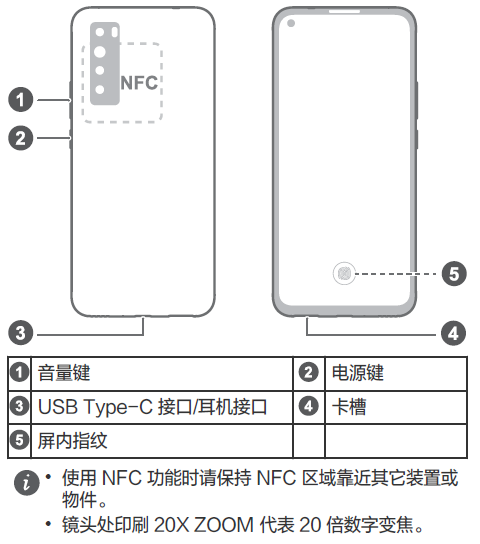 NFC
1
2
3
5
4
1 音量键 2 电源键
3 USB Type-C 接口/耳机接口 4 卡槽
5 屏内指纹
i • 使用 NFC 功能时请保持 NFC 区域靠近其它装置或
物件。
• 镜头处印刷 20X ZOOM 代表 20 倍数字变焦。